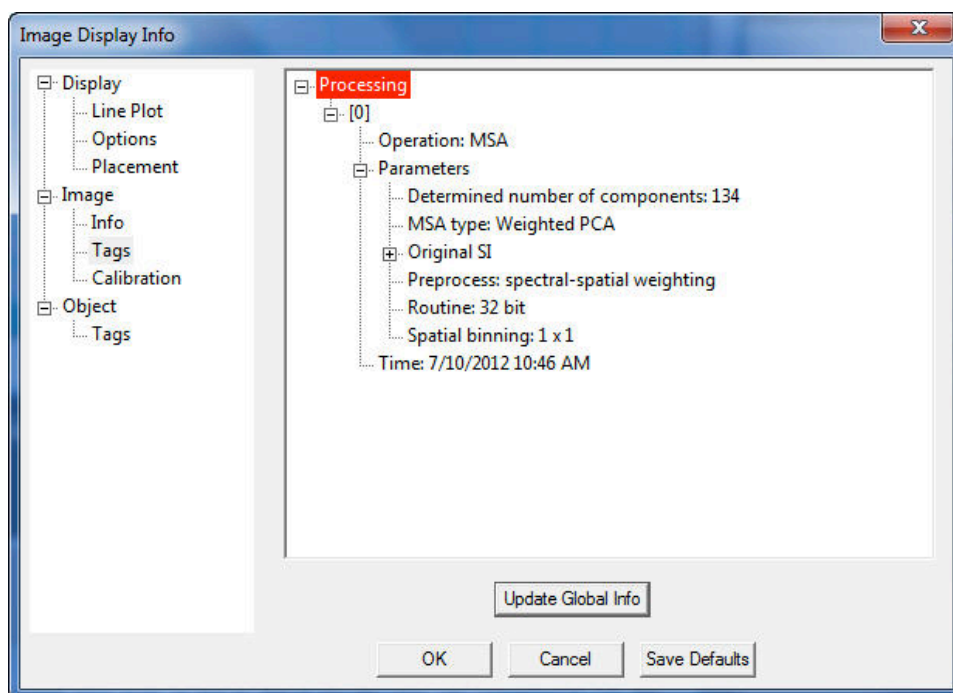 Image Display Info
Display
Line Plot
Options
Placement
Image
Info
Tags
Calibration
Object
Tags
Processing
[0]
Operation: MSA
Parameters
Determined number of components: 134
MSA type: Weighted PCA
Original SI
Preprocess: spectral-spatial weighting
Routine: 32 bit
Spatial binning: 1 x 1
Time: 7/10/2012 10:46 AM
Update Global Info
OK Cancel Save Defaults